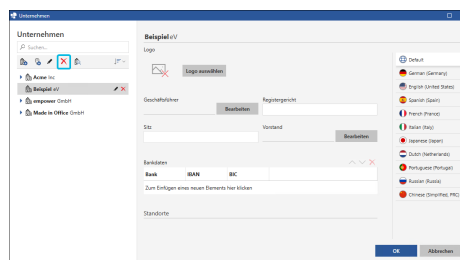 Unternehmen
Unternehmen
Suchen...
Acme Inc
Beispiel eV
empower GmbH
Made in Office GmbH
Beispiel eV
Logo
Logo auswählen
Geschäftsführer
Registergericht
Bearbeiten
Sitz
Vorstand
Bearbeiten
Bankdaten
Bank IBAN BIC
Zum Einfügen eines neuen Elements hier klicken
Standorte
Default
German (Germany)
English (United States)
Spanish (Spain)
French (France)
Italian (Italy)
Japanese (Japan)
Dutch (Netherlands)
Portuguese (Portugal)
Russian (Russia)
Chinese (Simplified, PRC)
OK
Abbrechen